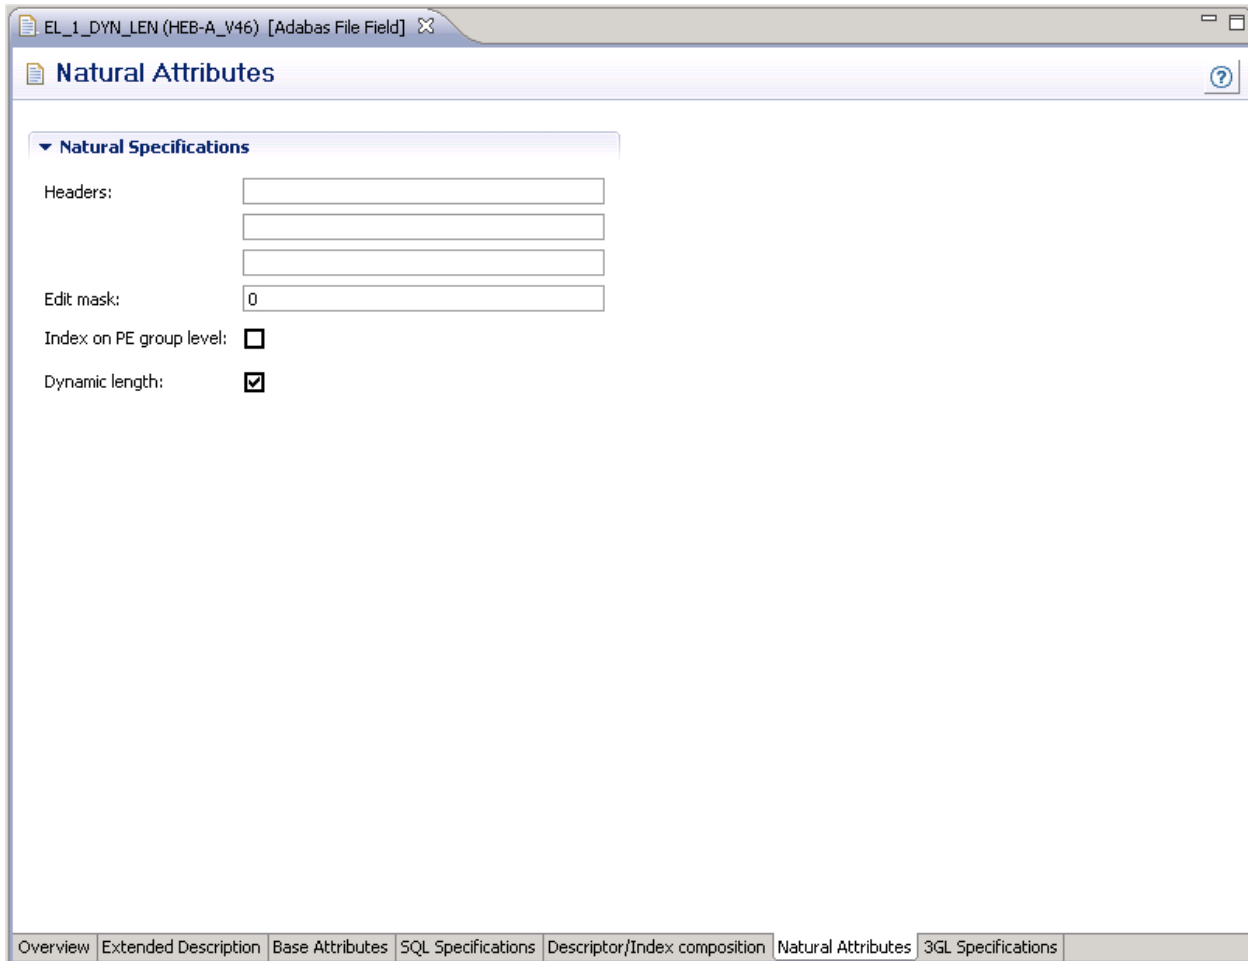 EL_1_DYN_LEN (HEB-A_V46) [Adabas File Field]
Natural Attributes
Natural Specifications
Headers:
Edit mask: 0
Index on PE group level:
Dynamic length:
Overview Extended Description Base Attributes SQL Specifications Descriptor/Index composition Natural Attributes 3GL Specifications